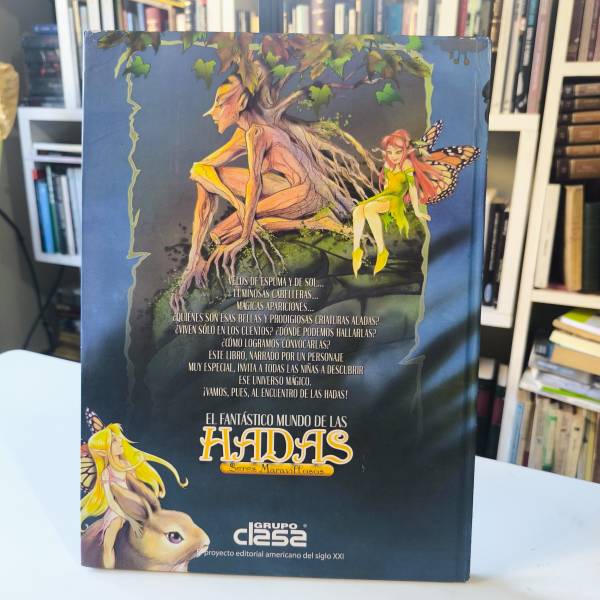 VELOS DE ESPUMA Y DE SOL...
LUMINOSAS CABELLERAS...
MÁGICAS APARICIONES...
¿QUIÉNES SON ESAS BELLAS Y PRODIGIOSAS CRIATURAS ALADAS?
¿VIVEN SÓLO EN LOS CUENTOS? ¿DÓNDE PODEMOS HALLARLAS?
¿CÓMO LOGRAMOS CONVOCARLAS?
ESTE LIBRO, NARRADO POR UN PERSONAJE
MUY ESPECIAL, INVITA A TODAS LAS NIÑAS A DESCUBRIR
ESE UNIVERSO MÁGICO.
¡VAMOS, PUES, AL ENCUENTRO DE LAS HADAS!
EL FANTÁSTICO MUNDO DE LAS
HADAS
Seres Maravillosos
GRUPO
clasa®
proyecto editorial americano del siglo XXI